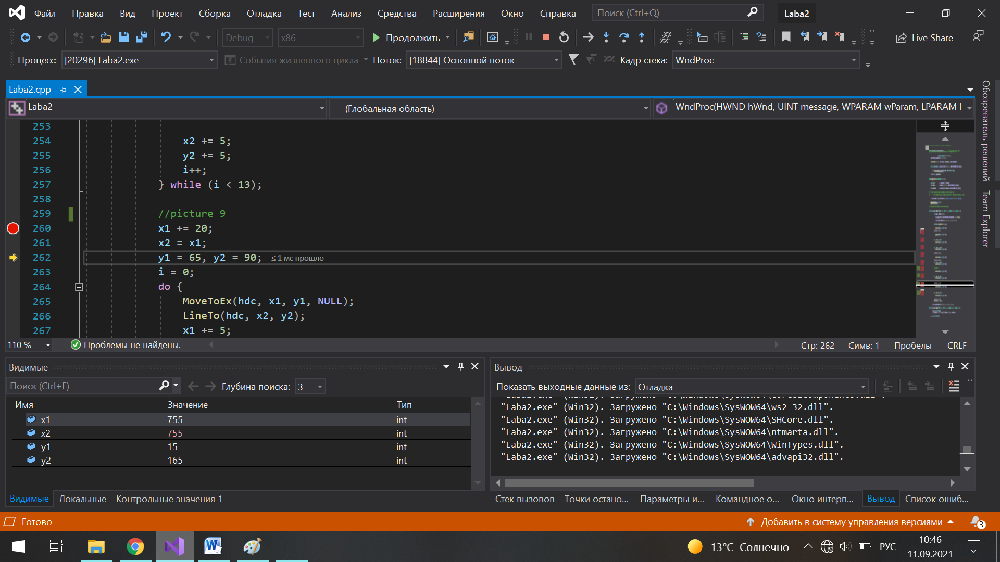 Файл Правка Вид Проект Сборка Отладка Тест Анализ Средства Расширения Окно Справка Поиск (Ctrl+Q) Laba2
Debug x86 Продолжить Live Share
Процесс: [20296] Laba2.exe События жизненного цикла Поток: [18844] Основной поток Кадр стека: WndProc
Laba2.cpp
Laba2 (Глобальная область) WndProc(HWND hWnd, UINT message, WPARAM wParam, LPARAM l
253
254 x2 += 5;
255 y2 += 5;
256 i++;
257 } while (i < 13);
258
259 //picture 9
260 x1 += 20;
261 x2 = x1;
262 y1 = 65, y2 = 90; ≤ 1 мс прошло
263 i = 0;
264 do {
265 MoveToEx(hdc, x1, y1, NULL);
266 LineTo(hdc, x2, y2);
267 x1 += 5;
110 % Проблемы не найдены. Стр: 262 Симв: 1 Пробелы CRLF
Обозреватель решений
Team Explorer
Видимые
Поиск (Ctrl+E) Глубина поиска: 3
Имя Значение Тип
x1 755 int
x2 755 int
y1 15 int
y2 165 int
Видимые Локальные Контрольные значения 1
Вывод
Показать выходные данные из: Отладка
"Laba2.exe" (Win32). Загружено "C:\Windows\SysWOW64\ws2_32.dll".
"Laba2.exe" (Win32). Загружено "C:\Windows\SysWOW64\SHCore.dll".
"Laba2.exe" (Win32). Загружено "C:\Windows\SysWOW64\ntmarta.dll".
"Laba2.exe" (Win32). Загружено "C:\Windows\SysWOW64\WinTypes.dll".
"Laba2.exe" (Win32). Загружено "C:\Windows\SysWOW64\advapi32.dll".
Стек вызовов Точки остано... Параметры и... Командное о... Окно интерп... Вывод Список ошиб...
Готово Добавить в систему управления версиями 3
13°C Солнечно РУС 10:46
11.09.2021